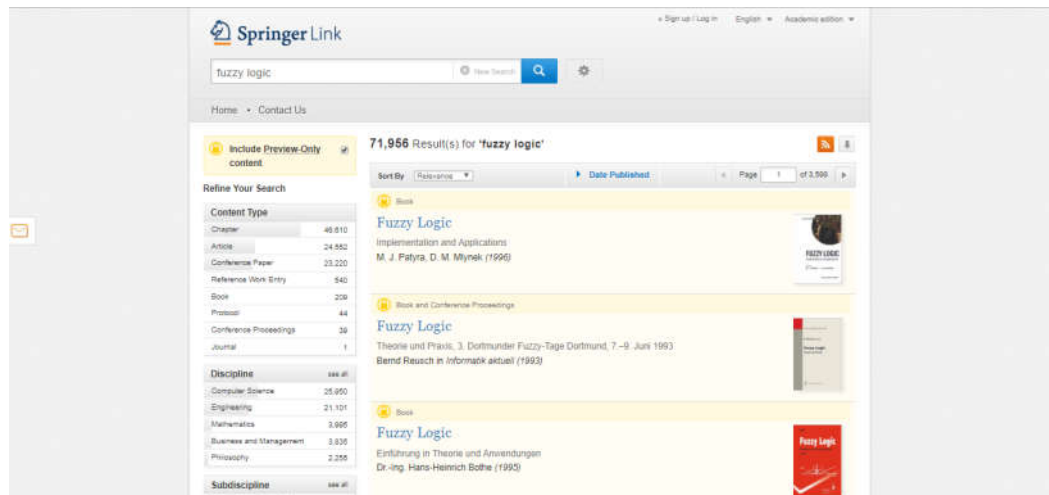 » Sign up / Log in English Academic edition
Springer Link
fuzzy logic New Search
Home • Contact Us
Include Preview-Only content
71,956 Result(s) for 'fuzzy logic'
Sort By Relevance Date Published Page 1 of 3,598
Refine Your Search
Content Type
Chapter 46,610
Article 24,552
Conference Paper 23,220
Reference Work Entry 540
Book 209
Protocol 44
Conference Proceedings 39
Journal 1
Discipline see all
Computer Science 25,950
Engineering 21,101
Mathematics 3,995
Business and Management 3,835
Philosophy 2,255
Subdiscipline see all
Book
Fuzzy Logic
Implementation and Applications
M. J. Patyra, D. M. Mlynek (1996)
FUZZY LOGIC
Book and Conference Proceedings
Fuzzy Logic
Theorie und Praxis, 3. Dortmunder Fuzzy-Tage Dortmund, 7.–9. Juni 1993
Bernd Reusch in Informatik aktuell (1993)
Fuzzy Logic
Book
Fuzzy Logic
Einführung in Theorie und Anwendungen
Dr.-Ing. Hans-Heinrich Bothe (1995)
Fuzzy Logic